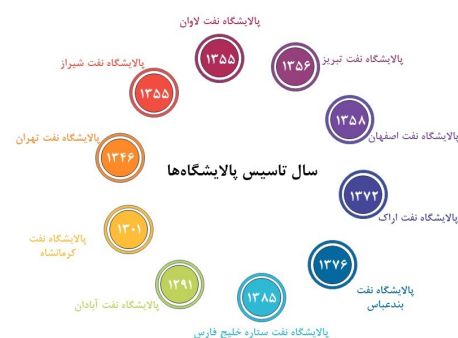 سال تاسیس پالایشگاه‌ها
پالایشگاه نفت لاوان
۱۳۵۵
پالایشگاه نفت تبریز
۱۳۵۶
پالایشگاه نفت اصفهان
۱۳۵۸
پالایشگاه نفت اراک
۱۳۷۲
پالایشگاه نفت
بندعباس
۱۳۷۶
پالایشگاه نفت ستاره خلیج فارس
۱۳۸۵
پالایشگاه نفت آبادان
۱۲۹۱
پالایشگاه نفت
کرمانشاه
۱۳۰۱
پالایشگاه نفت تهران
۱۳۴۶
پالایشگاه نفت شیراز
۱۳۵۵